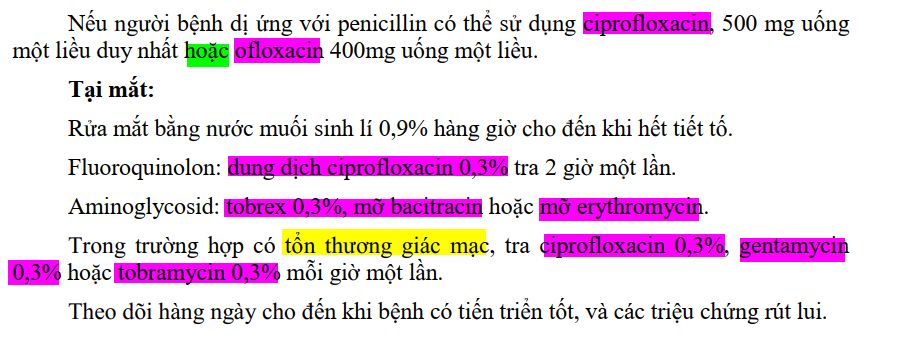 Nếu người bệnh dị ứng với penicillin có thể sử dụng ciprofloxacin, 500 mg uống
một liều duy nhất hoặc ofloxacin 400mg uống một liều.
Tại mắt:
Rửa mắt bằng nước muối sinh lí 0,9% hàng giờ cho đến khi hết tiết tố.
Fluoroquinolon: dung dịch ciprofloxacin 0,3% tra 2 giờ một lần.
Aminoglycosid: tobrex 0,3%, mỡ bacitracin hoặc mỡ erythromycin.
Trong trường hợp có tổn thương giác mạc, tra ciprofloxacin 0,3%, gentamycin
0,3% hoặc tobramycin 0,3% mỗi giờ một lần.
Theo dõi hàng ngày cho đến khi bệnh có tiến triển tốt, và các triệu chứng rút lui.